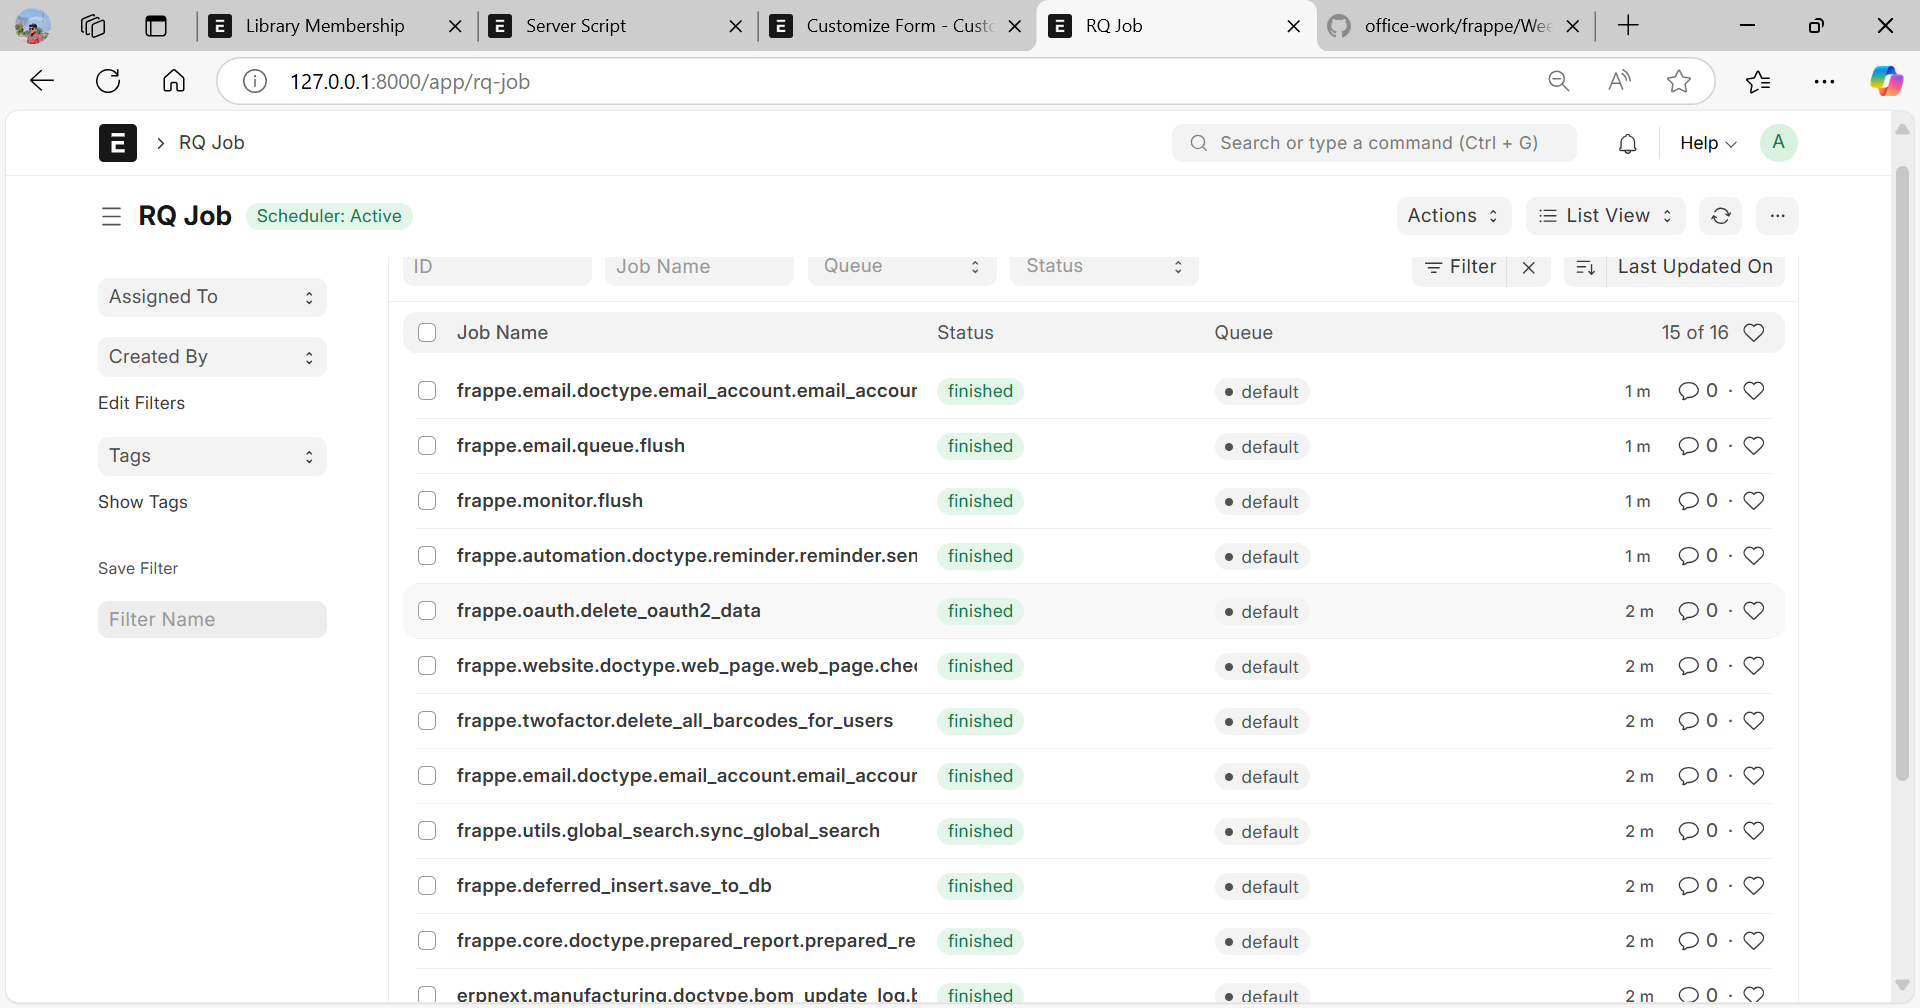 Library Membership
Server Script
Customize Form - Custo
RQ Job
office-work/frappe/Wee
127.0.0.1:8000/app/rq-job
E
RQ Job
Search or type a command (Ctrl + G)
Help
A
RQ Job
Scheduler: Active
Actions
List View
...
Assigned To
Created By
Edit Filters
Tags
Show Tags
Save Filter
Filter Name
ID
Job Name
Queue
Status
Filter
Last Updated On
Job Name Status Queue 15 of 16
frappe.email.doctype.email_account.email_accour finished default 1 m 0
frappe.email.queue.flush finished default 1 m 0
frappe.monitor.flush finished default 1 m 0
frappe.automation.doctype.reminder.reminder.sen finished default 1 m 0
frappe.oauth.delete_oauth2_data finished default 2 m 0
frappe.website.doctype.web_page.web_page.chec finished default 2 m 0
frappe.twofactor.delete_all_barcodes_for_users finished default 2 m 0
frappe.email.doctype.email_account.email_accour finished default 2 m 0
frappe.utils.global_search.sync_global_search finished default 2 m 0
frappe.deferred_insert.save_to_db finished default 2 m 0
frappe.core.doctype.prepared_report.prepared_re finished default 2 m 0
erpnext.manufacturing.doctype.bom_update_log.b finished default 2 m 0